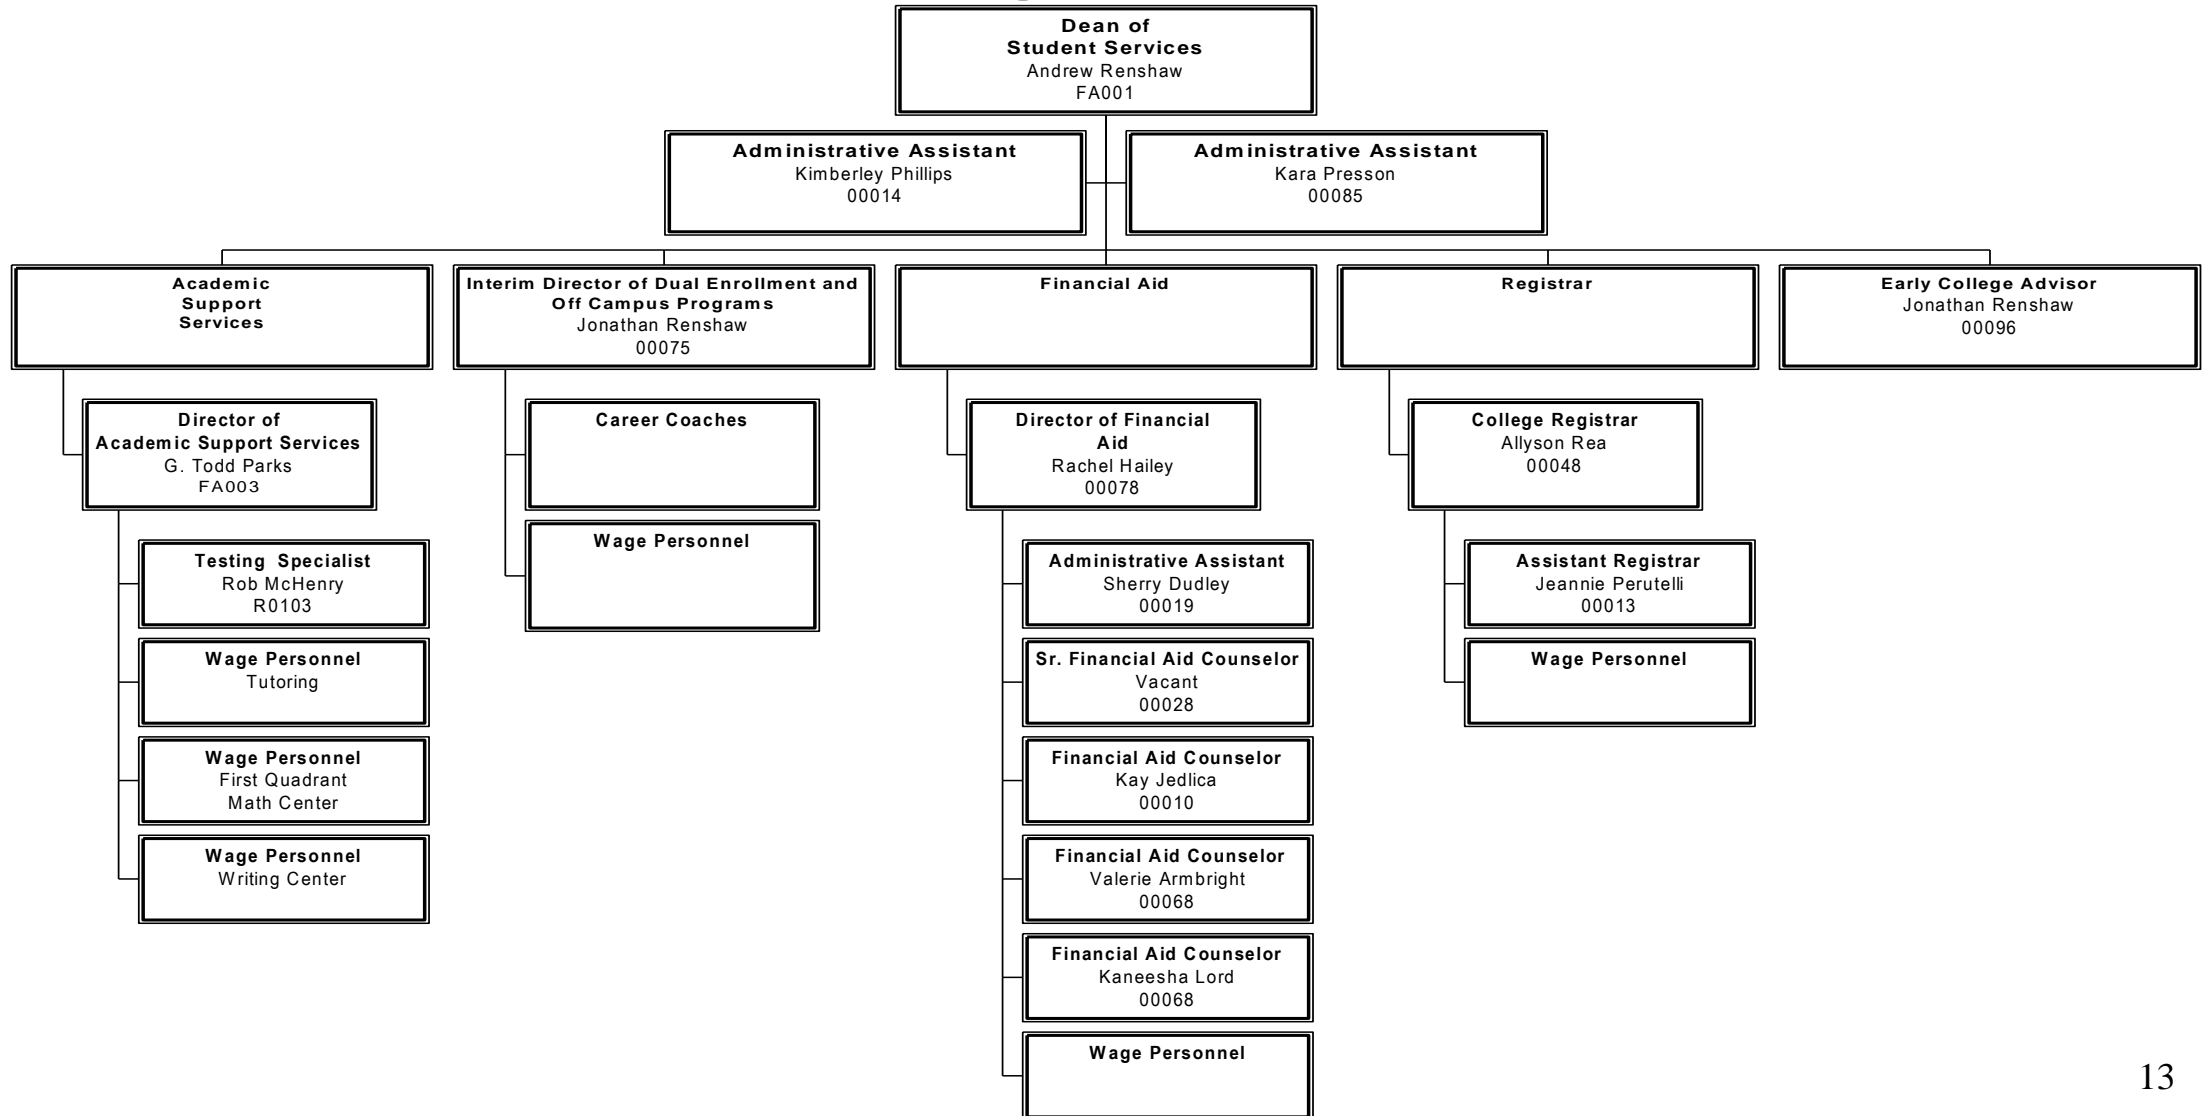 Dean of
Student Services
Andrew Renshaw
FA001
Administrative Assistant
Kimberley Phillips
00014
Administrative Assistant
Kara Presson
00085
Academic
Support
Services
Interim Director of Dual Enrollment and
Off Campus Programs
Jonathan Renshaw
00075
Financial Aid
Registrar
Early College Advisor
Jonathan Renshaw
00096
Director of
Academic Support Services
G. Todd Parks
FA003
Testing Specialist
Rob McHenry
R0103
Wage Personnel
Tutoring
Wage Personnel
First Quadrant
Math Center
Wage Personnel
Writing Center
Career Coaches
Wage Personnel
Director of Financial
Aid
Rachel Hailey
00078
Administrative Assistant
Sherry Dudley
00019
Sr. Financial Aid Counselor
Vacant
00028
Financial Aid Counselor
Kay Jedlica
00010
Financial Aid Counselor
Valerie Armbright
00068
Financial Aid Counselor
Kaneesha Lord
00068
Wage Personnel
College Registrar
Allyson Rea
00048
Assistant Registrar
Jeannie Perutelli
00013
Wage Personnel
13